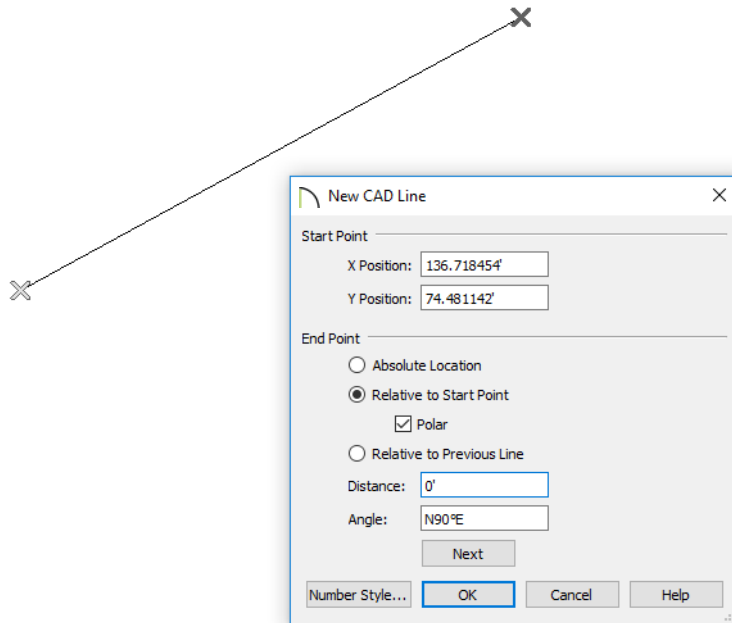 New CAD Line
Start Point
X Position: 136.718454'
Y Position: 74.481142'
End Point
Absolute Location
Relative to Start Point
Polar
Relative to Previous Line
Distance: 0'
Angle: N90°E
Next
Number Style... OK Cancel Help